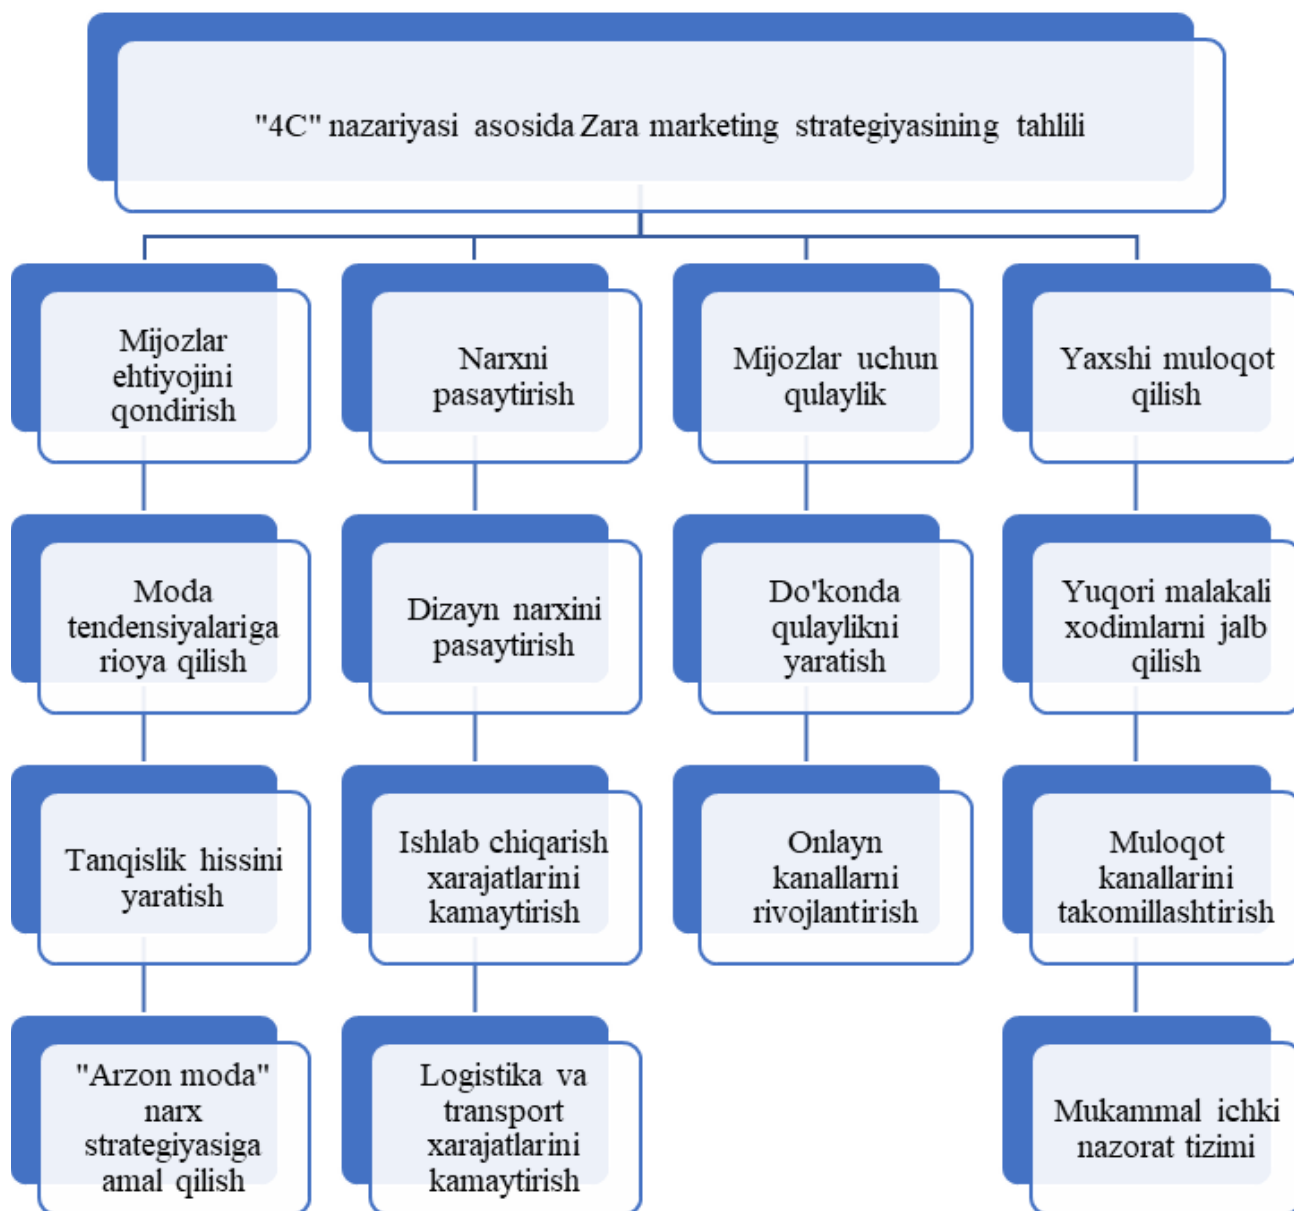 "4C" nazariyasi asosida Zara marketing strategiyasining tahlili
Mijozlar
ehtiyojini
qondirish
Narxni
pasaytirish
Mijozlar uchun
qulaylik
Yaxshi muloqot
qilish
Moda
tendensiyalariga
rioya qilish
Dizayn narxini
pasaytirish
Do'konda
qulaylikni
yaratish
Yuqori malakali
xodimlarni jalb
qilish
Tanqislik hissini
yaratish
Ishlab chiqarish
xarajatlarini
kamaytirish
Onlayn
kanallarni
rivojlantirish
Muloqot
kanallarini
takomillashtirish
"Arzon moda"
narx
strategiyasiga
amal qilish
Logistika va
transport
xarajatlarini
kamaytirish
Mukammal ichki
nazorat tizimi